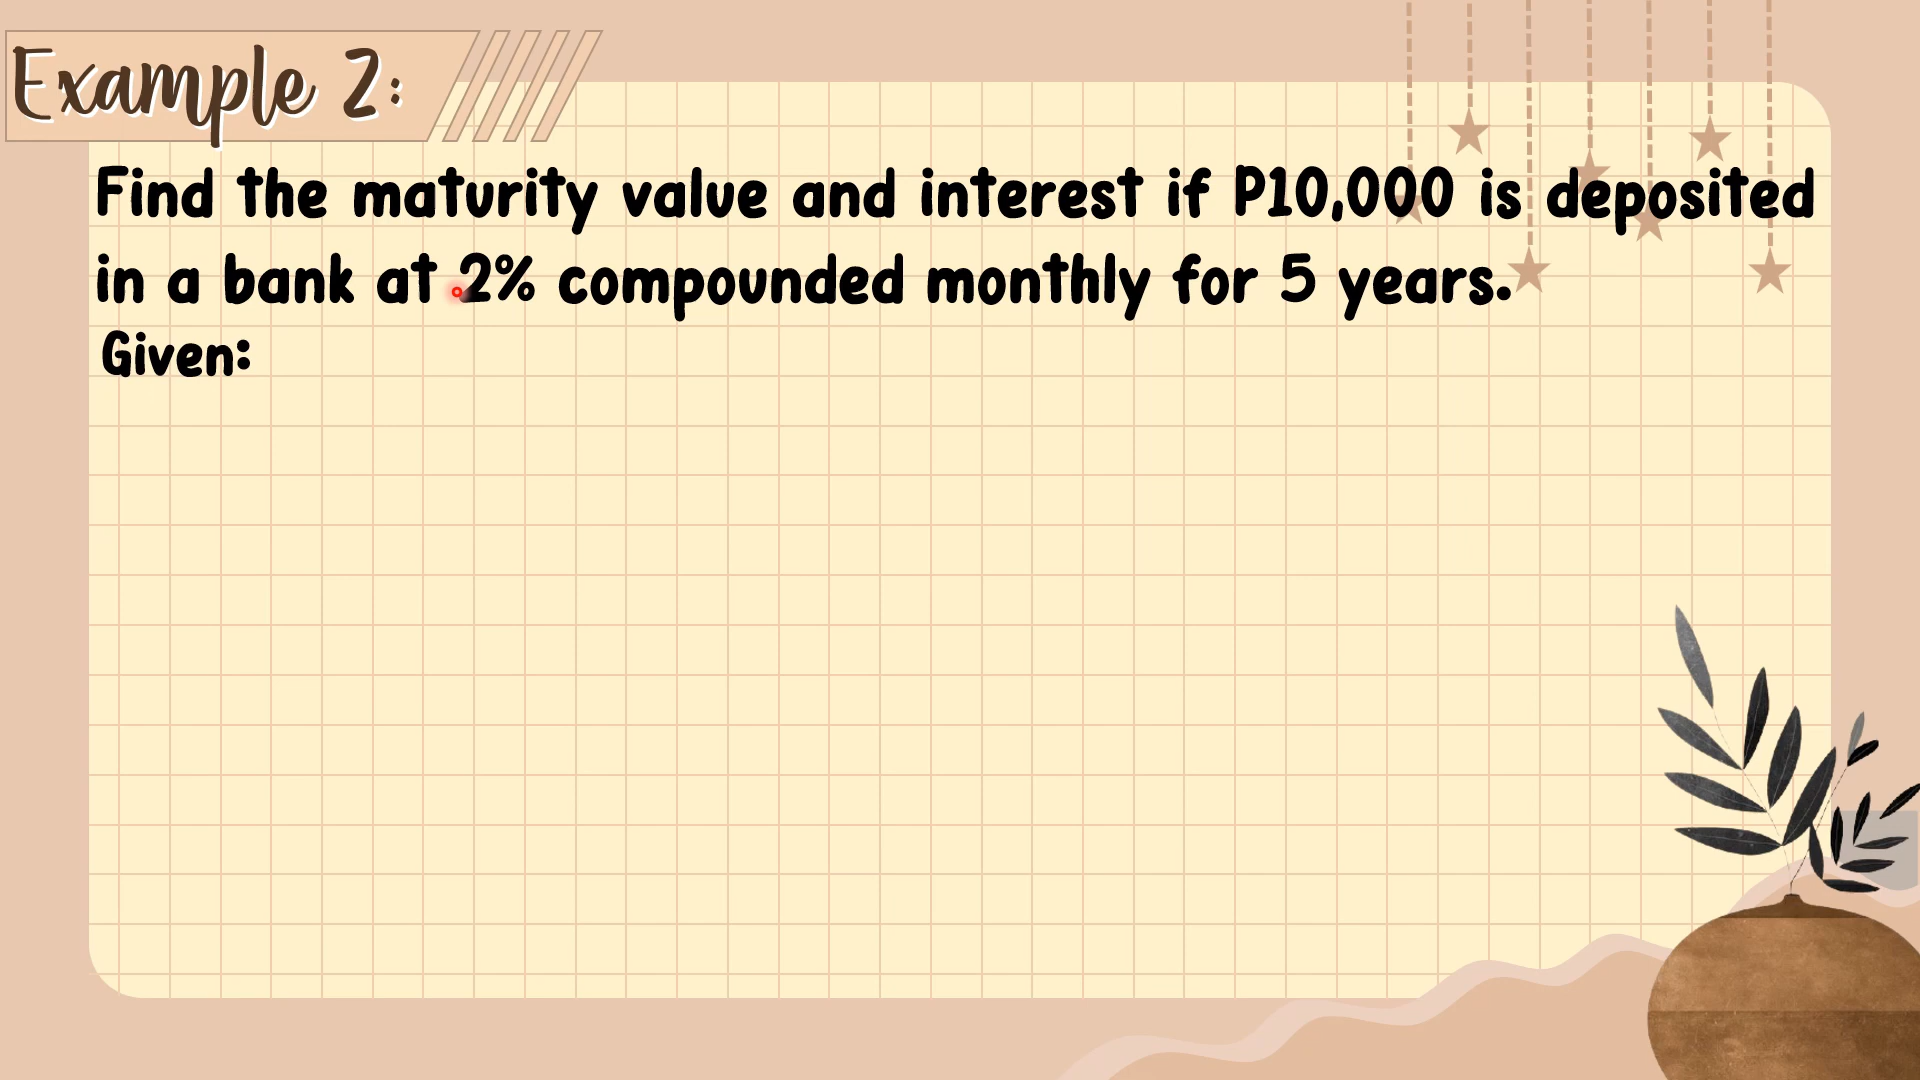 Example 2:
Find the maturity value and interest if P10,000 is deposited
in a bank at 2% compounded monthly for 5 years.
Given: